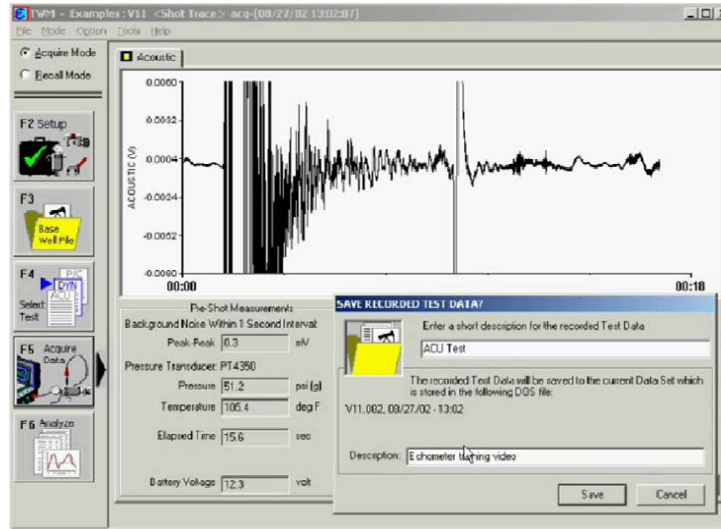 TWM - Examples: V11 <Shot Trace> acq-[08/27/02 13:02:07]
File Mode Option Tools Help
Acquire Mode
Recall Mode
F2 Setup
F3
Base
Well File
F4
P/C
DYN
ACU
Select
Test
F5 Acquire
Data
F6 Analyze
Acoustic
ACOUSTIC (V)
0.0060
0.0032
0.0004
-0.0024
-0.0052
-0.0080
00:00
00:18
Pre-Shot Measurements
Background Noise Within 1 Second Interval:
Peak-Peak 0.3 mV
Pressure Transducer: PT4350
Pressure 51.2 psi (g)
Temperature 105.4 deg F
Elapsed Time 15.6 sec
Battery Voltage 12.3 volt
SAVE RECORDED TEST DATA?
Enter a short description for the recorded Test Data
ACU Test
The recorded Test Data will be saved to the current Data Set which
is stored in the following DOS file:
V11.082, 08/27/02 - 13:02
Description: Echometer training video
Save
Cancel